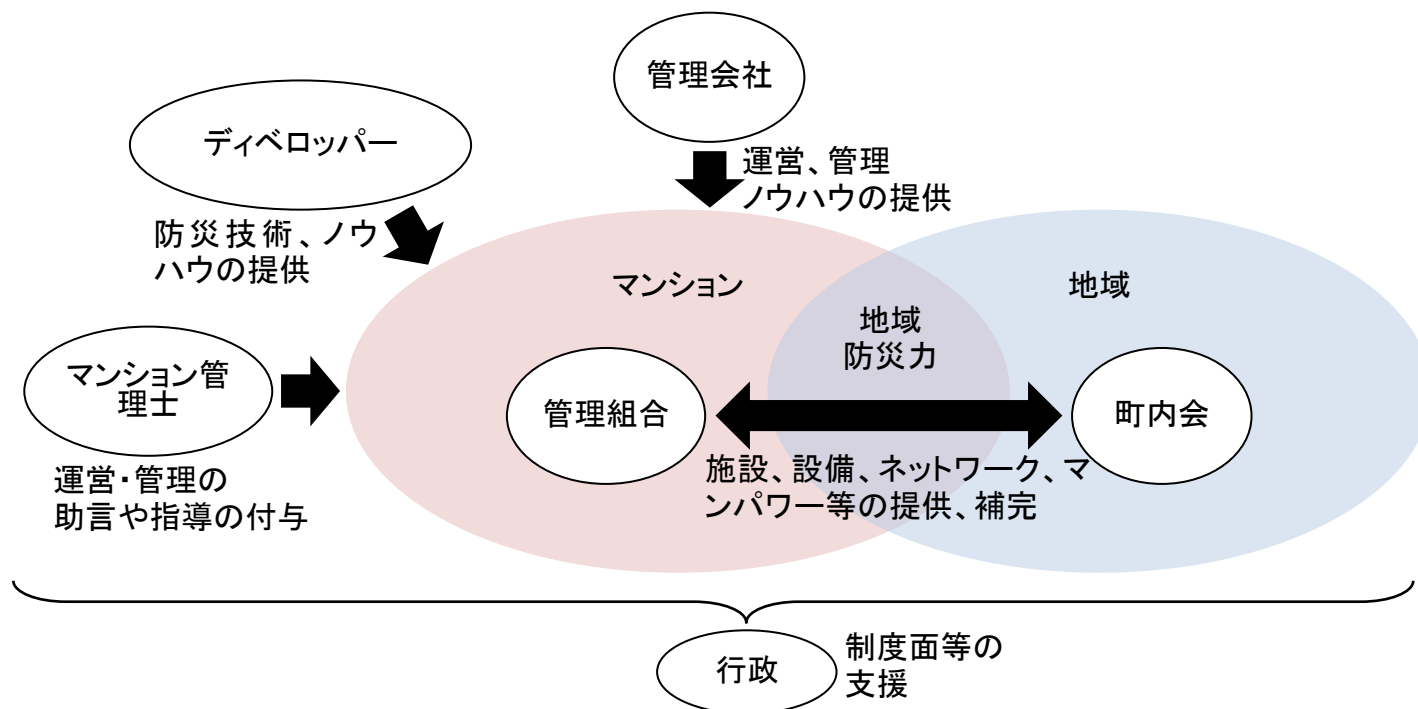 管理会社
ディベロッパー
運営、管理
ノウハウの提供
防災技術、ノウ
ハウの提供
マンション
地域
地域
防災力
マンション管
理士
管理組合
町内会
施設、設備、ネットワーク、マ
ンパワー等の提供、補完
運営・管理の
助言や指導の付与
行政
制度面等の
支援